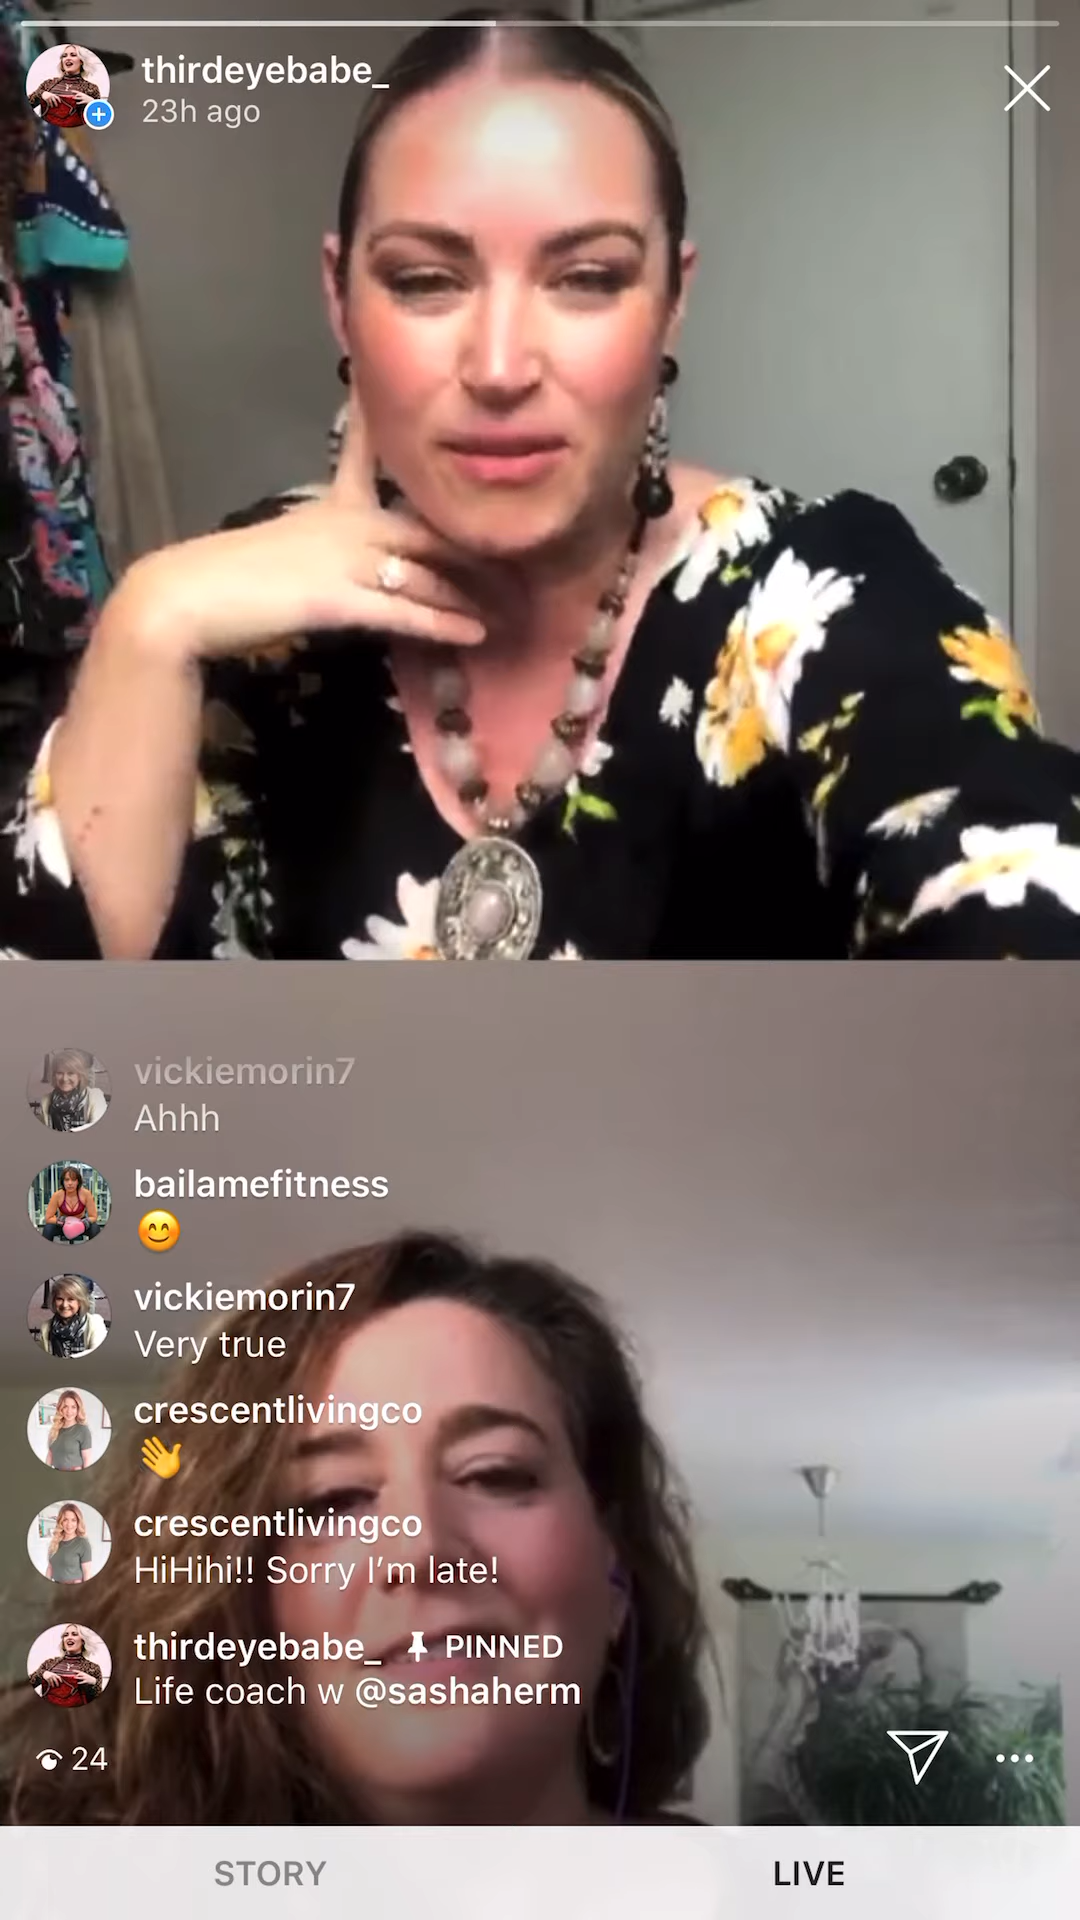 thirdeyebabe_
23h ago
vickiemorin7
Ahhh
bailamefitness
😊
vickiemorin7
Very true
crescentlivingco
👋
crescentlivingco
HiHihi!! Sorry I’m late!
thirdeyebabe_ PINNED
Life coach w @sashaherm
24
STORY LIVE